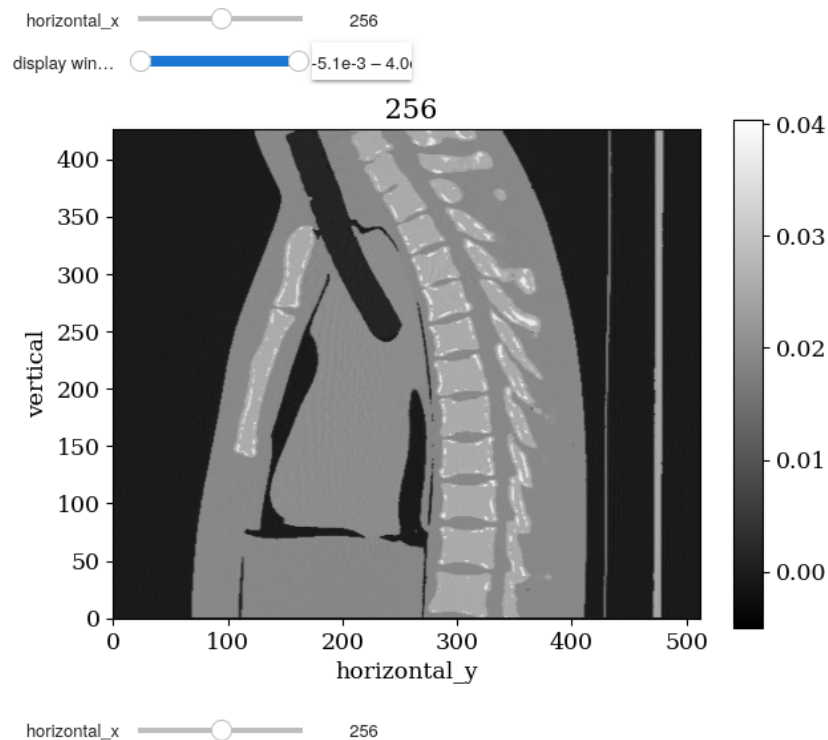 horizontal_x 256
display win… -5.1e-3 – 4.0
256
0.04
400
350
0.03
300
250
vertical
0.02
200
150
0.01
100
50
0.00
0
0 100 200 300 400 500
horizontal_y
horizontal_x 256